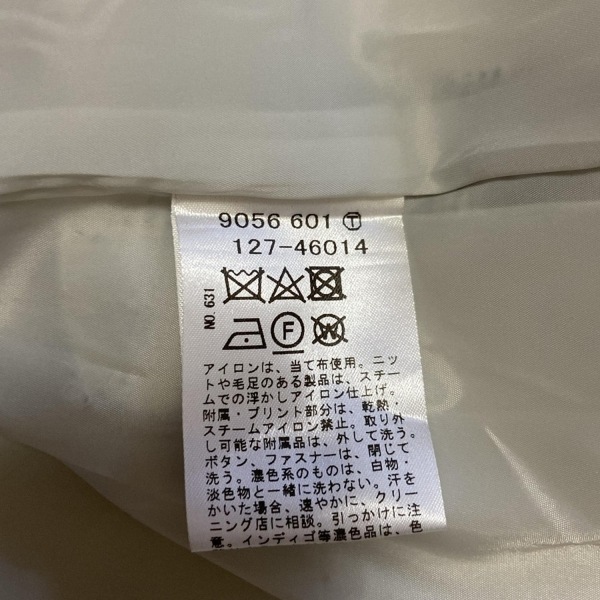 9056 601 Ⓣ
127-46014
NO.631
F
W
アイロンは、当て布使用。ニッ
トや毛足のある製品は、スチー
ムでの浮かしアイロン仕上げ。
附属・プリント部分は、乾熱・
スチームアイロン禁止。取り外
し可能な附属品は、外して洗う。
ボタン、ファスナーは、閉じて
洗う。濃色系のものは、白物・
淡色物と一緒に洗わない。汗を
かいた場合、速やかに、クリー
ニング店に相談。引っかけに注
意。インディゴ等濃色品は、色